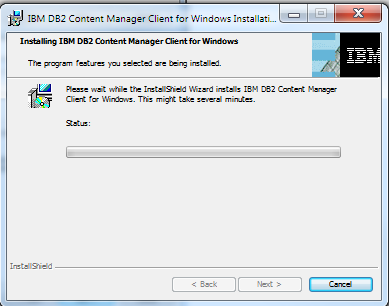 IBM DB2 Content Manager Client for Windows Installati...
Installing IBM DB2 Content Manager Client for Windows
The program features you selected are being installed.
IBM
Please wait while the InstallShield Wizard installs IBM DB2 Content Manager
Client for Windows. This might take several minutes.
Status:
InstallShield
< Back
Next >
Cancel